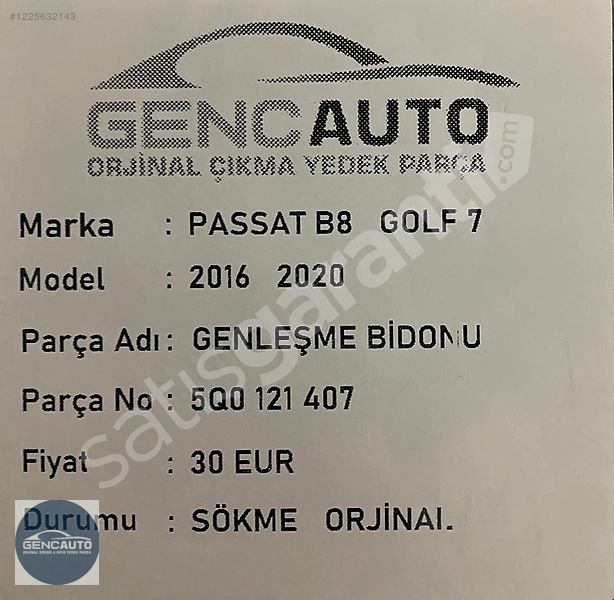 #1225632143
GENCAUTO
ORJİNAL ÇIKMA YEDEK PARÇA
Marka : PASSAT B8 GOLF 7
Model : 2016 2020
Parça Adı : GENLEŞME BİDONU
Parça No : 5Q0 121 407
Fiyat : 30 EUR
Durumu : SÖKME ORJİNAL
satısgaranti.com
GENCAUTO